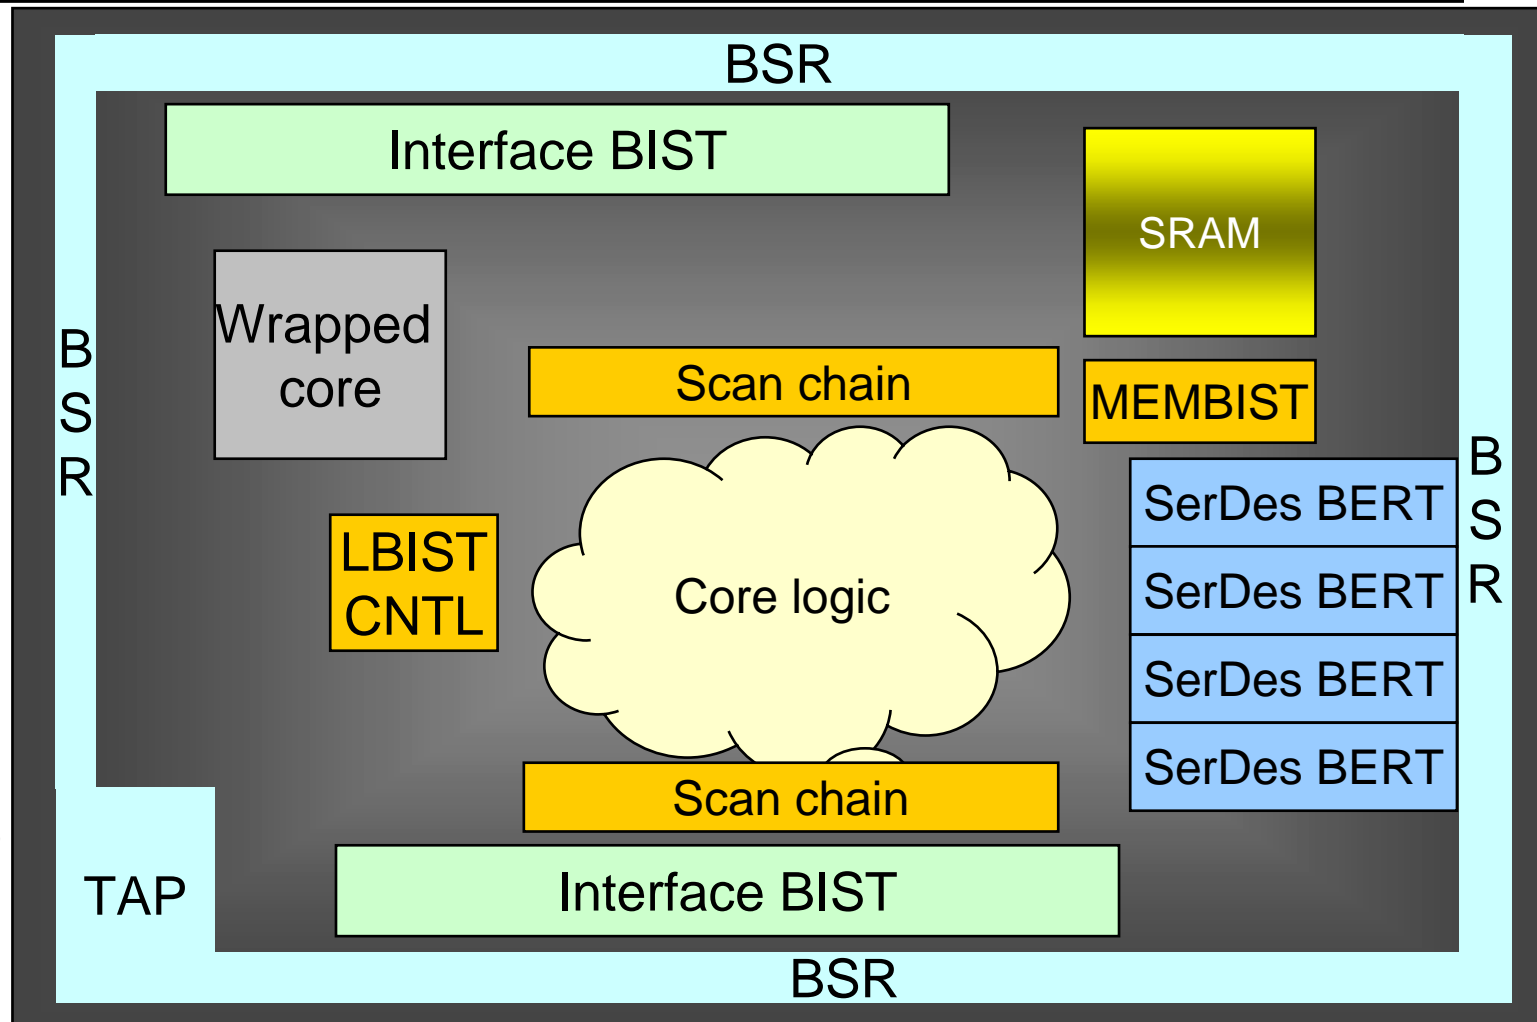 BSR
Interface BIST
SRAM
Wrapped
core
B
S
R
Scan chain
MEMBIST
B
S
R
SerDes BERT
LBIST
CNTL
Core logic
SerDes BERT
SerDes BERT
SerDes BERT
Scan chain
TAP
Interface BIST
BSR